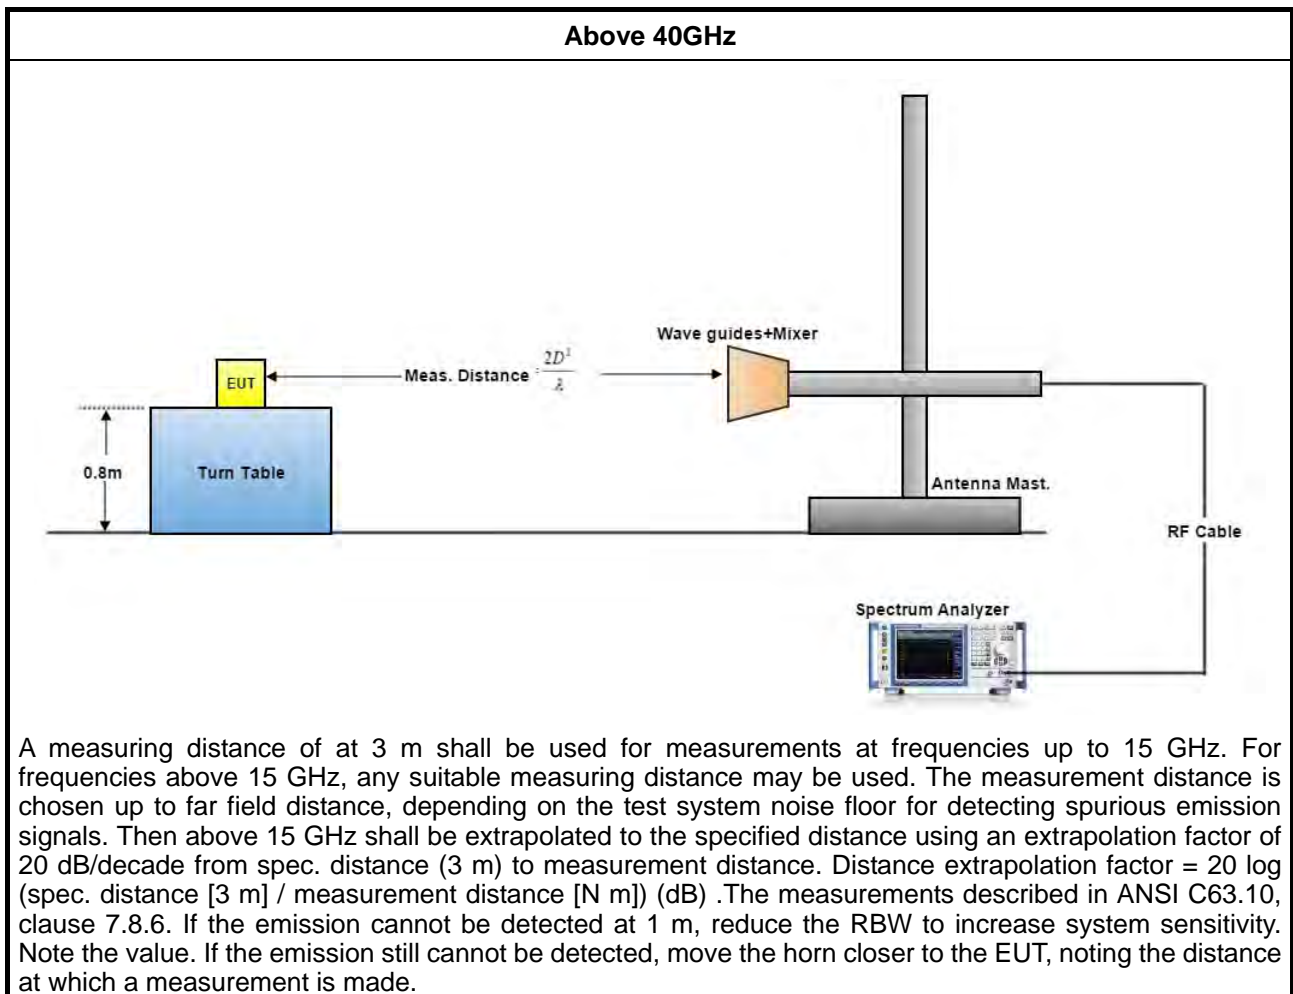 Above 40GHz
Wave guides+Mixer
EUT
Meas. Distance = 2D²/λ
0.8m
Turn Table
Antenna Mast.
RF Cable
Spectrum Analyzer
A measuring distance of at 3 m shall be used for measurements at frequencies up to 15 GHz. For
frequencies above 15 GHz, any suitable measuring distance may be used. The measurement distance is
chosen up to far field distance, depending on the test system noise floor for detecting spurious emission
signals. Then above 15 GHz shall be extrapolated to the specified distance using an extrapolation factor of
20 dB/decade from spec. distance (3 m) to measurement distance. Distance extrapolation factor = 20 log
(spec. distance [3 m] / measurement distance [N m]) (dB) .The measurements described in ANSI C63.10,
clause 7.8.6. If the emission cannot be detected at 1 m, reduce the RBW to increase system sensitivity.
Note the value. If the emission still cannot be detected, move the horn closer to the EUT, noting the distance
at which a measurement is made.